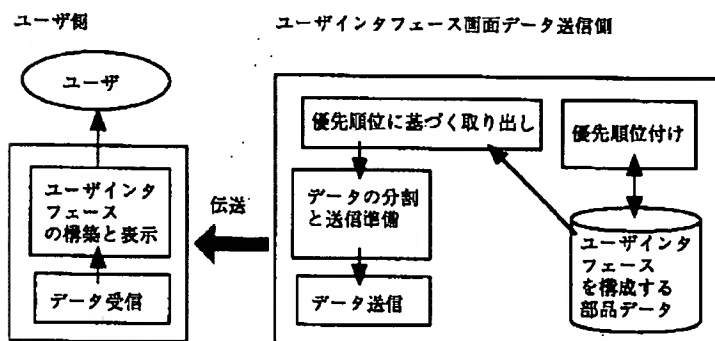 ユーザ側
ユーザインタフェース画面データ送信側
ユーザ
優先順位に基づく取り出し
優先順位付け
ユーザインタ
フェース
の構築と表示
伝送
データの分割
と送信準備
ユーザインタ
フェース
を構成する
部品データ
データ受信
データ送信